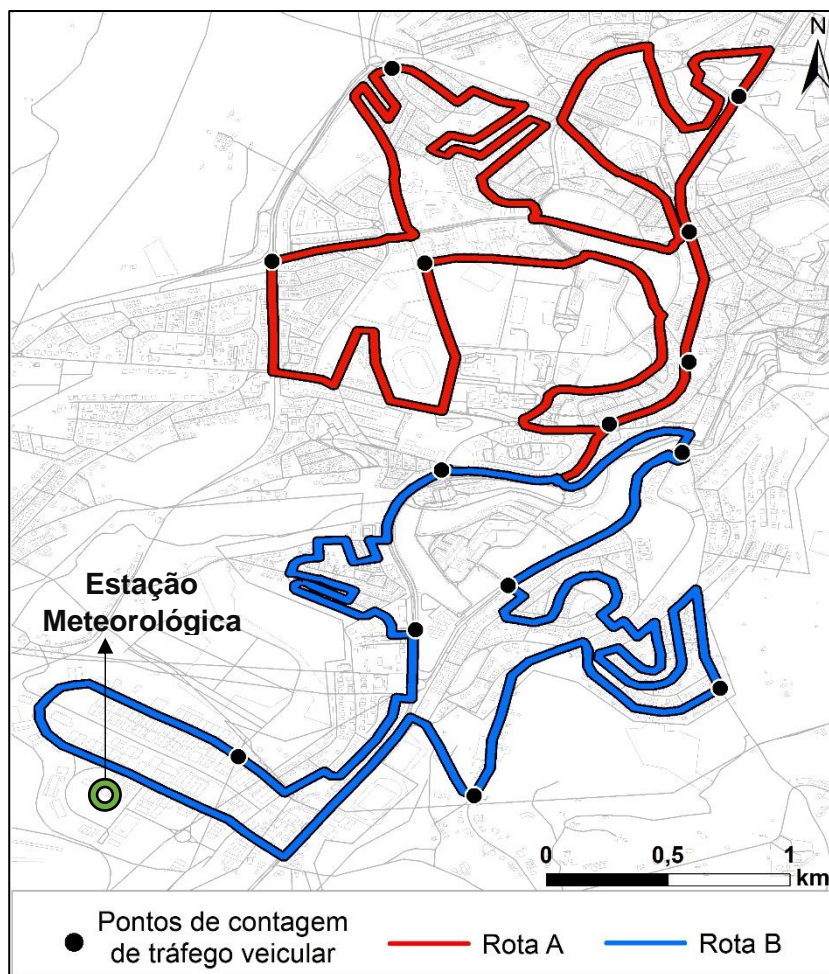 N
Estação
Meteorológica
0 0,5 1
km
Pontos de contagem
de tráfego veicular
Rota A
Rota B